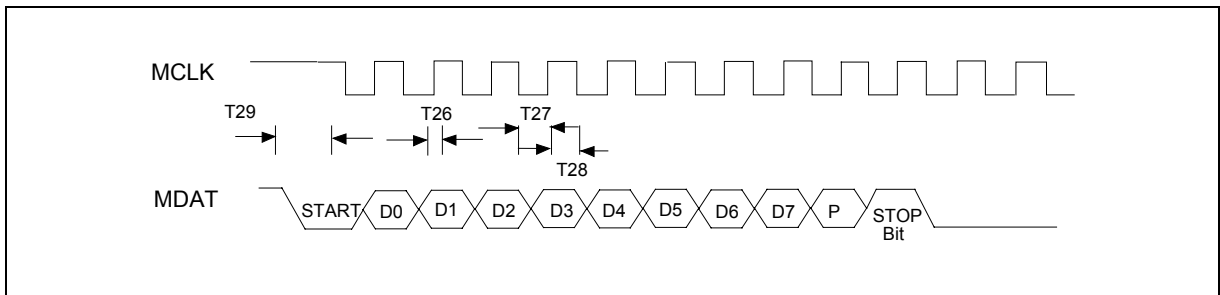 MCLK
T29
T26
T27
T28
MDAT
START D0 D1 D2 D3 D4 D5 D6 D7 P STOP
Bit